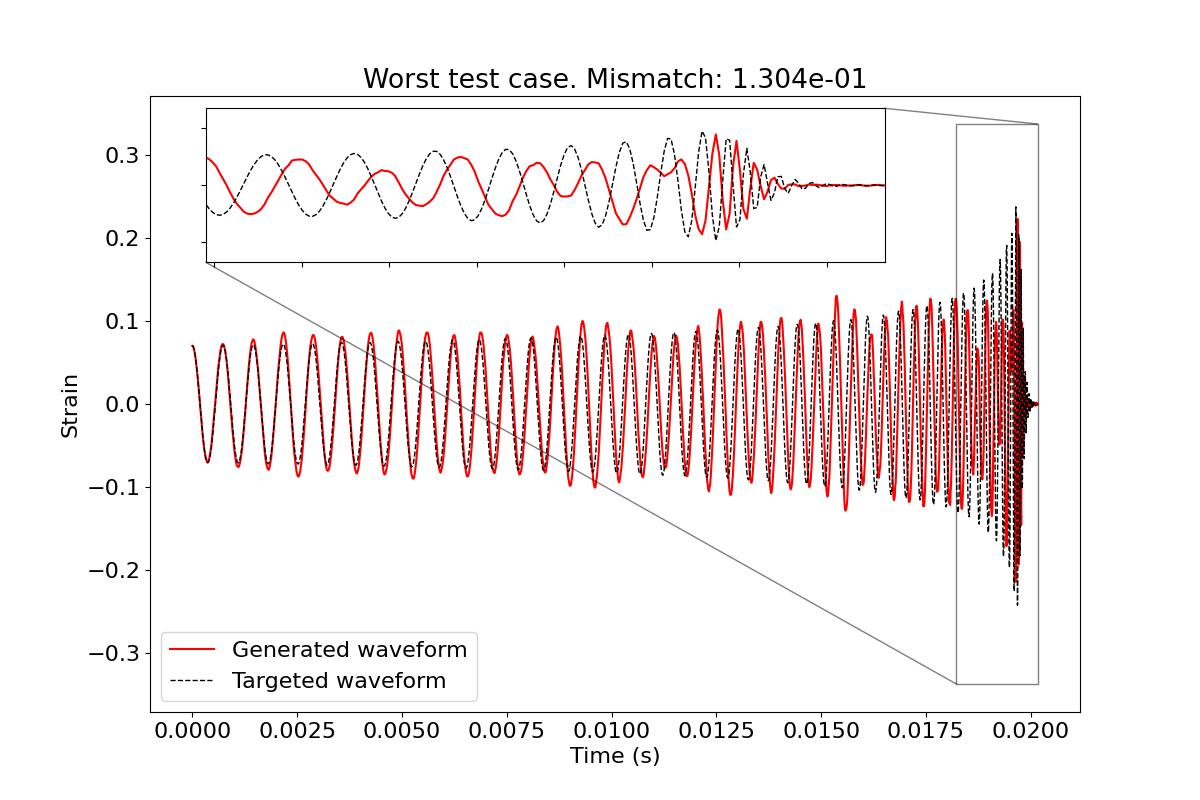 Worst test case. Mismatch: 1.304e-01
0.3
0.2
0.1
0.0
−0.1
−0.2
−0.3
Strain
Generated waveform
Targeted waveform
0.0000 0.0025 0.0050 0.0075 0.0100 0.0125 0.0150 0.0175 0.0200
Time (s)